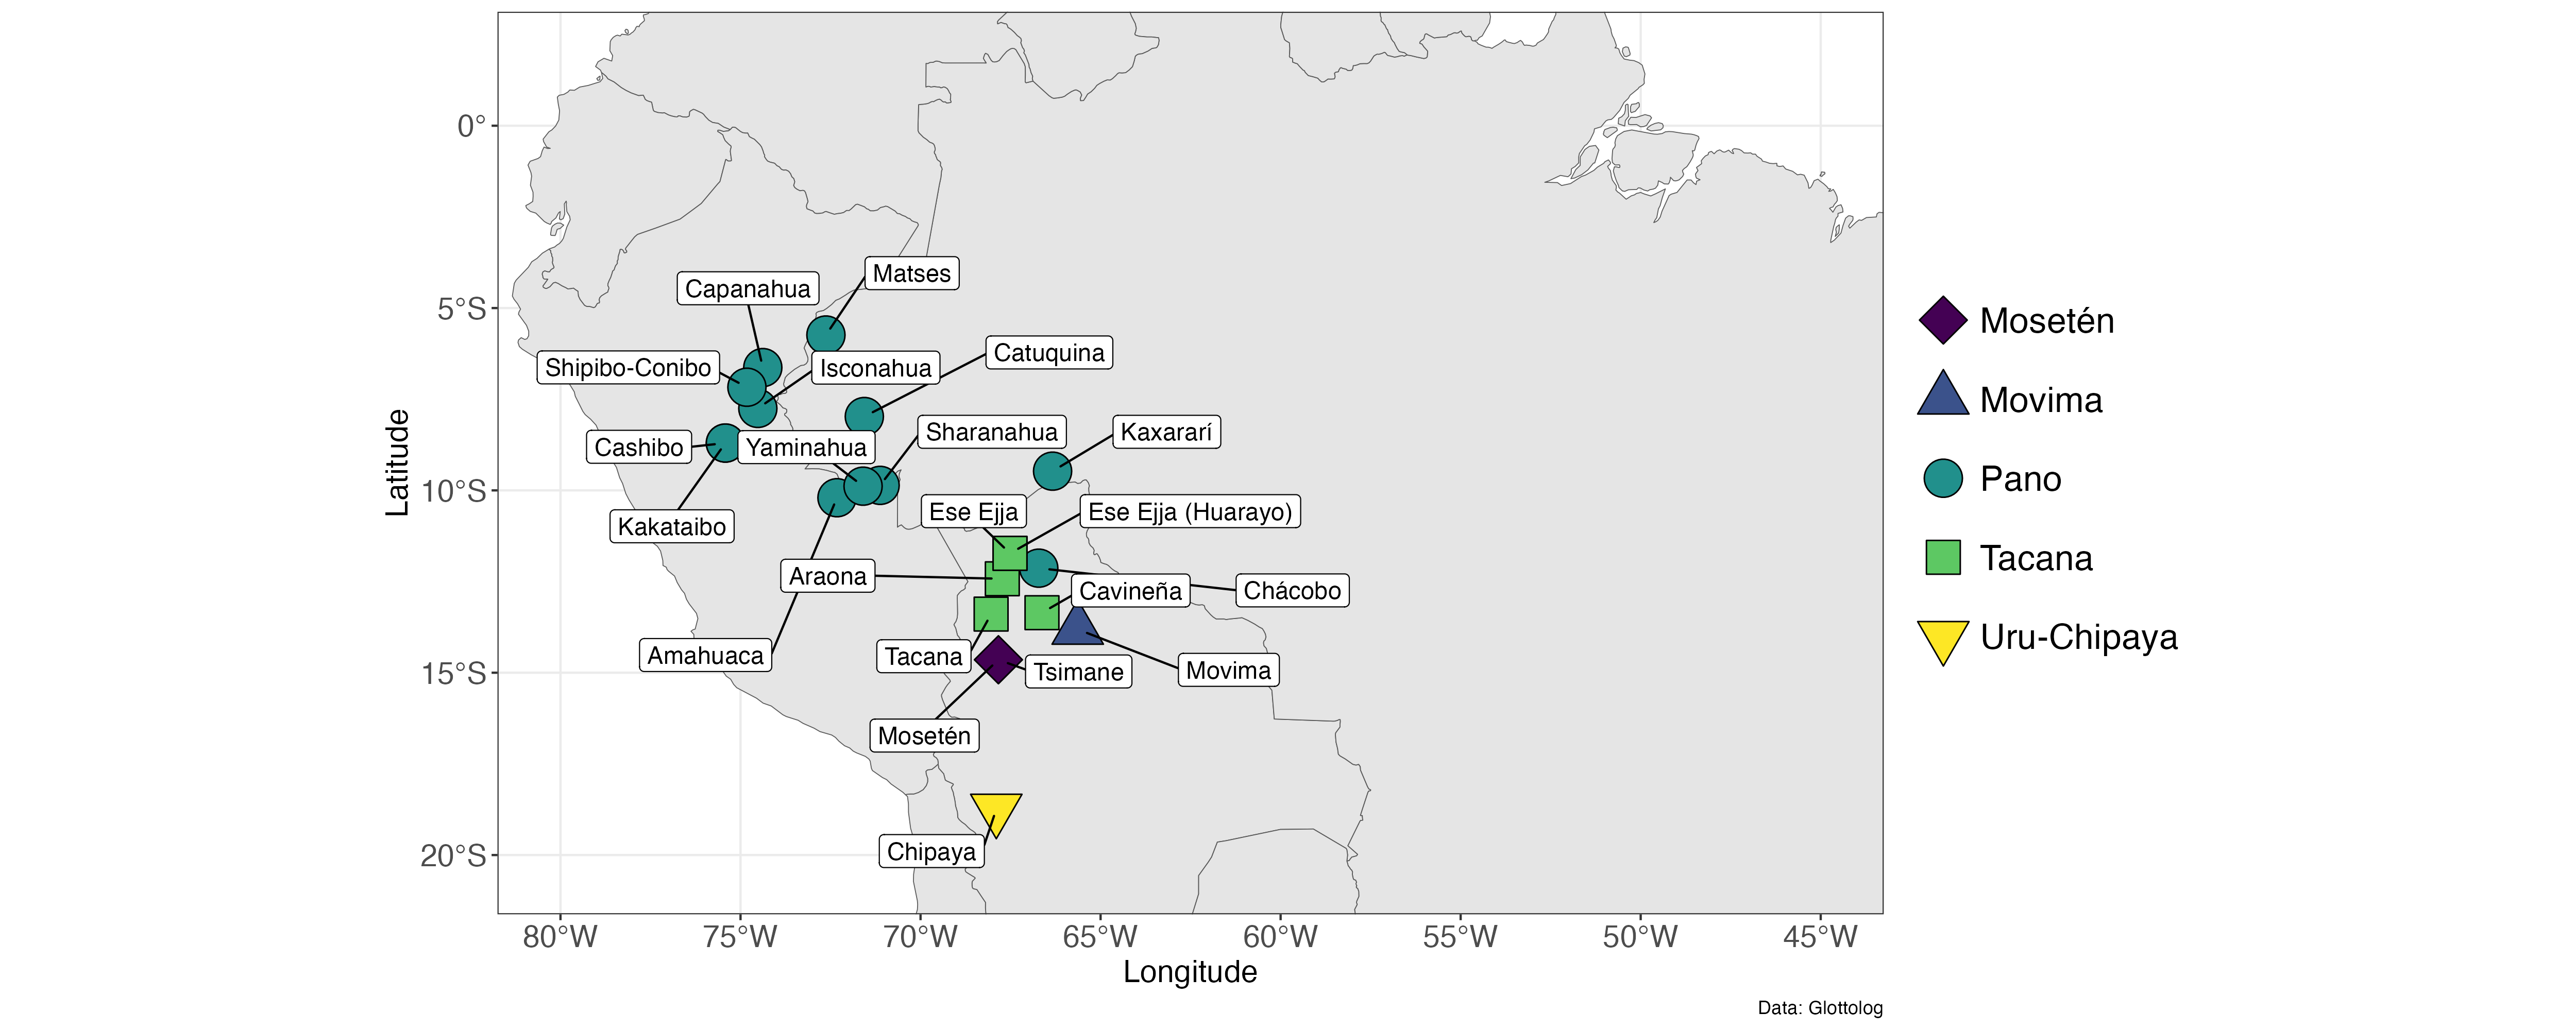 Matses
Capanahua
Catuquina
Shipibo-Conibo
Isconahua
Sharanahua
Kaxararí
Cashibo
Yaminahua
Ese Ejja
Ese Ejja (Huarayo)
Kakataibo
Araona
Cavineña
Chácobo
Amahuaca
Tacana
Tsimane
Movima
Mosetén
Chipaya
0°
5°S
10°S
15°S
20°S
Latitude
80°W
75°W
70°W
65°W
60°W
55°W
50°W
45°W
Longitude
Mosetén
Movima
Pano
Tacana
Uru-Chipaya
Data: Glottolog